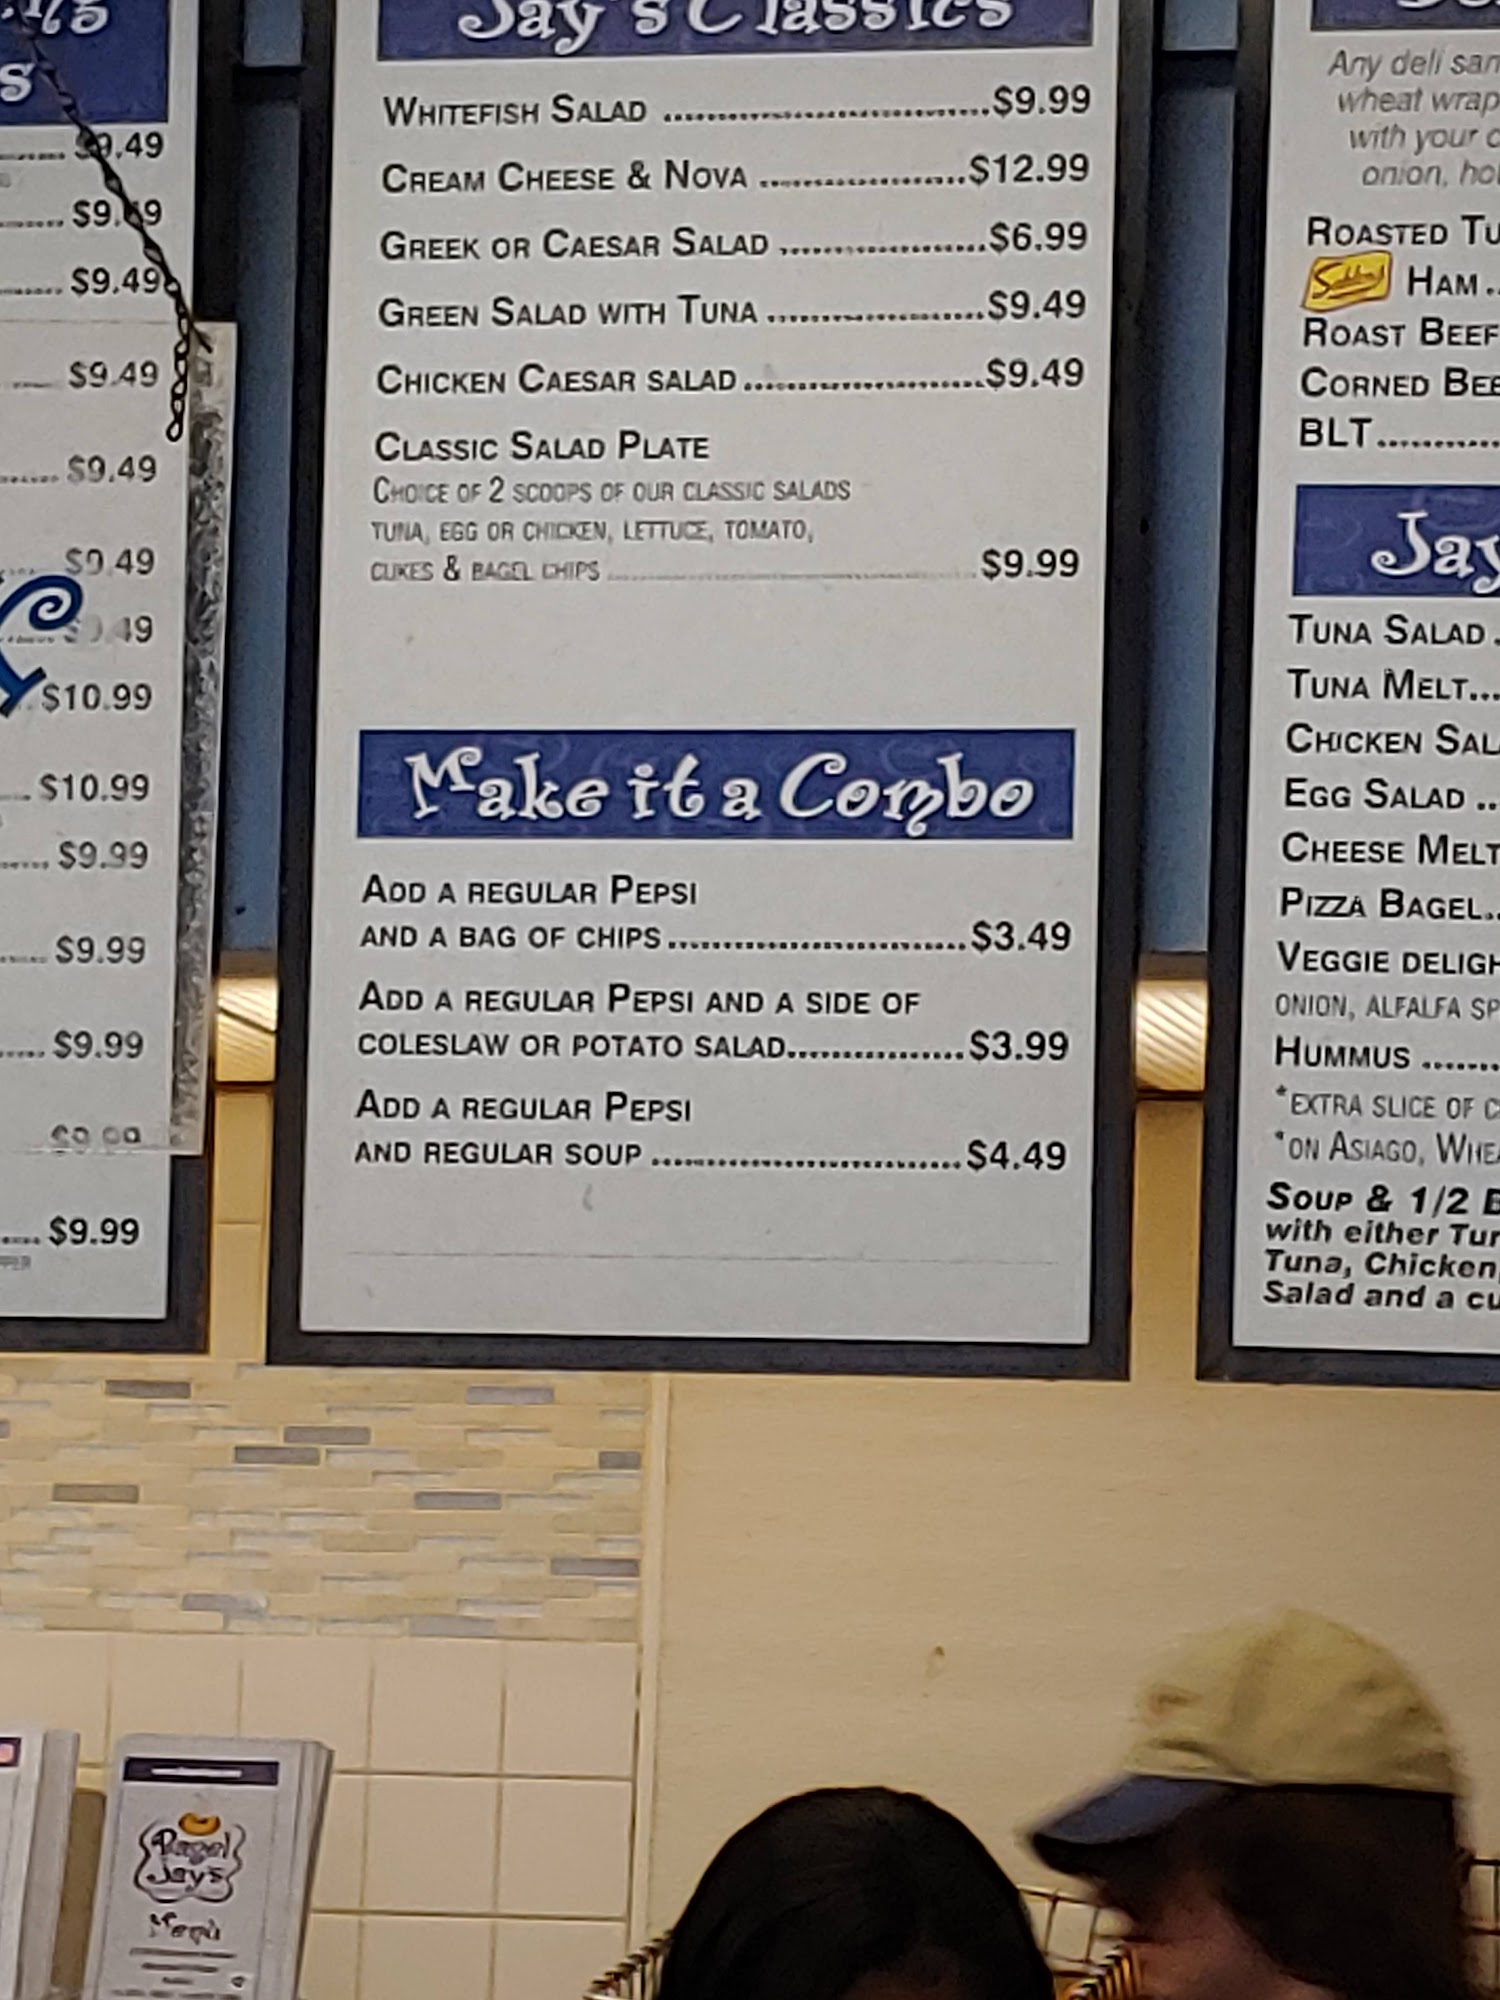 s
$9.49
$9.49
$9.49
$9.49
$9.49
$9.49
$10.99
$10.99
$9.99
$9.99
$9.99
$9.99
Jay's Classics
WHITEFISH SALAD ........................................ $9.99
CREAM CHEESE & NOVA ......................... $12.99
GREEK OR CAESAR SALAD ......................... $6.99
GREEN SALAD WITH TUNA .......................... $9.49
CHICKEN CAESAR SALAD ............................. $9.49
CLASSIC SALAD PLATE
CHOICE OF 2 SCOOPS OF OUR CLASSIC SALADS
TUNA, EGG OR CHICKEN, LETTUCE, TOMATO,
CUKES & BAGEL CHIPS ........................................ $9.99
Make it a Combo
ADD A REGULAR PEPSI
AND A BAG OF CHIPS .................................... $3.49
ADD A REGULAR PEPSI AND A SIDE OF
COLESLAW OR POTATO SALAD ..................... $3.99
ADD A REGULAR PEPSI
AND REGULAR SOUP ...................................... $4.49
Any deli
wheat wrap
with your
onion,
ROASTED
HAM ..
ROAST BEEF
CORNED
BLT ............
Jay
TUNA SALAD .
TUNA MELT...
CHICKEN
EGG SALAD ..
CHEESE MELT
PIZZA BAGEL..
VEGGIE
ONION, ALFALFA
HUMMUS .......
*EXTRA SLICE OF
*ON ASIAGO,
SOUP & 1/2
with either
Tuna, Chicken,
Salad and a
Bagel
Jay's
Menu